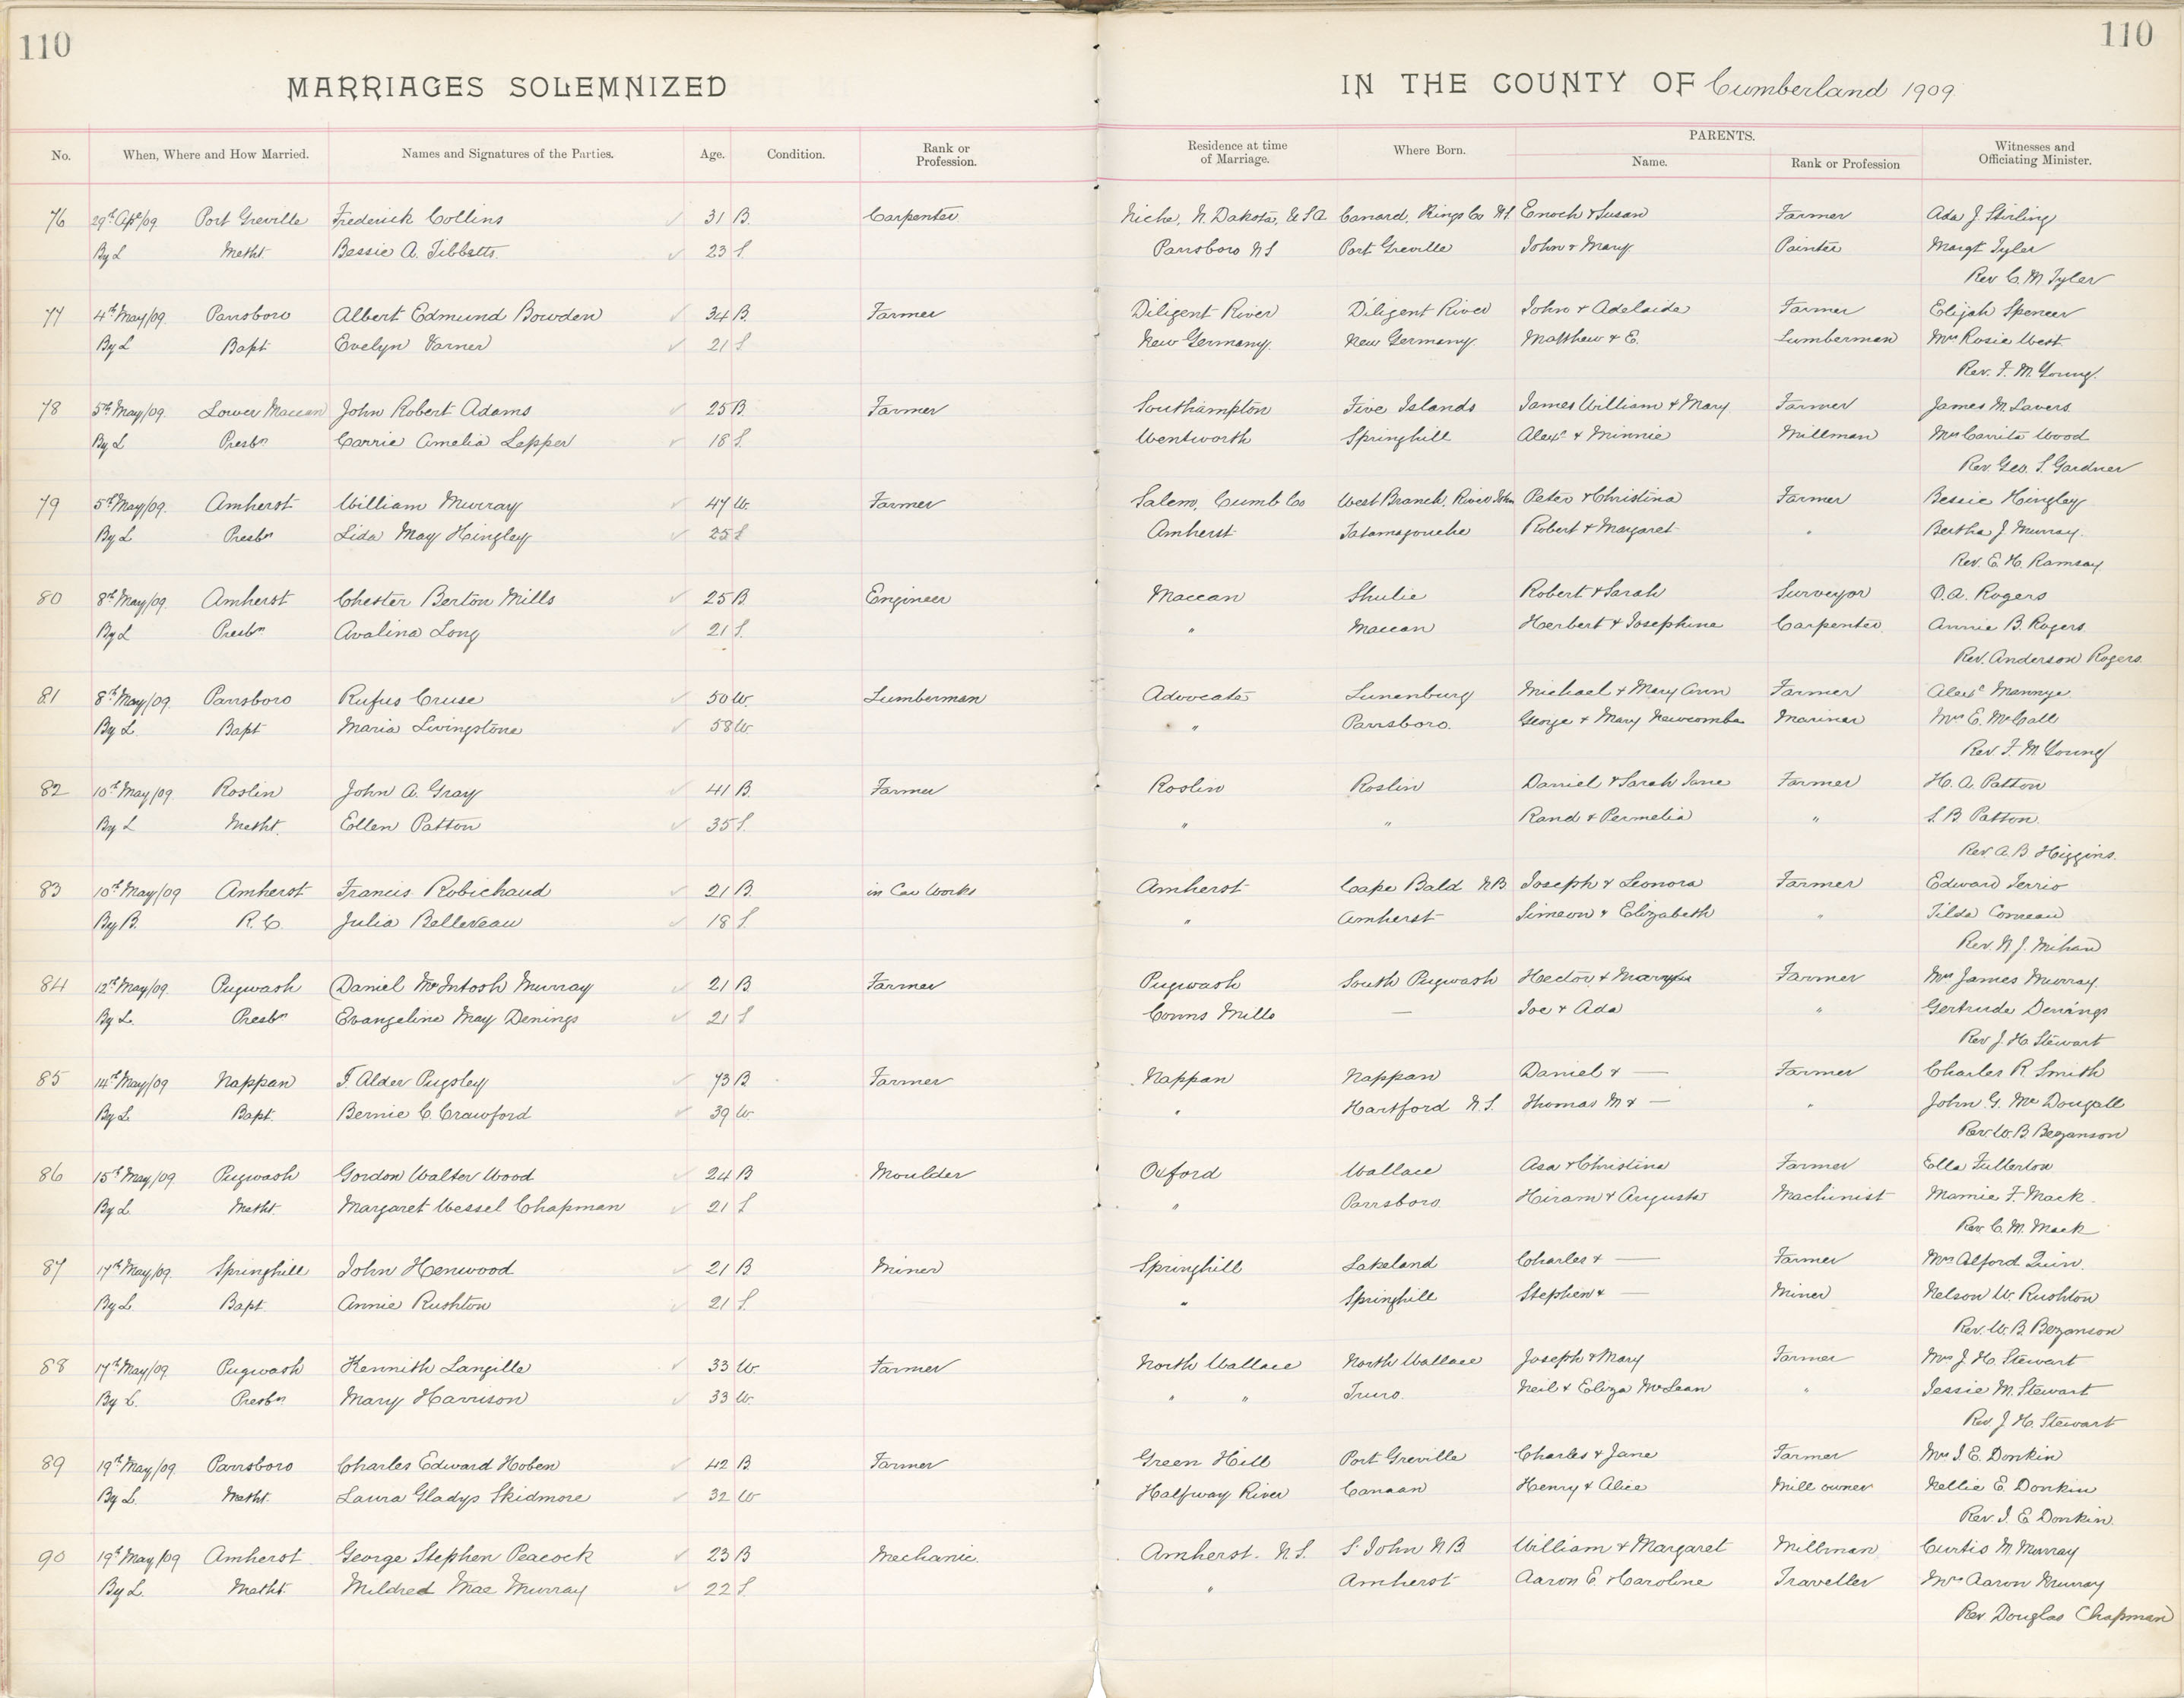 110
110
MARRIAGES SOLEMNIZED IN THE COUNTY OF Cumberland 1909
No. When, Where and How Married. Names and Signatures of the Parties. Age. Condition. Rank or Profession. Residence at time of Marriage. Where Born. PARENTS. Name. Rank or Profession Witnesses and Officiating Minister.
76 29th Apl/09 Port Greville Frederick Collins 31 B. Carpenter N. Dakota, U S A Canard, Kings Co N.S. Enoch & Susan Farmer Ada J. Stirling
By L Metht. Bessie A. Tibbetts 23 S. Parrsboro N S Port Greville John & Mary Painter Margt Tyler
Rev C. M Tyler
77 4th May/09 Parrsboro Albert Edmund Bowden 34 B. Farmer Diligent River Diligent River John & Adelaide Farmer Elijah Spencer
By L Bapt Evelyn Varner 21 S. New Germany. New Germany Matthew & E. Lumberman Mrs Rosie West
Rev. F. M. Young.
78 5th May/09 Lower Maccan John Robert Adams 25 B. Farmer Southampton Five Islands James William & Mary Farmer James M. Lavers
By L Presbn Carrie Amelia Lepper 18 S. Wentworth Springhill Alexr & Minnie Millman Mrs Wood
Rev. Geo. S. Gardner
79 5th May/09. Amherst William Murray 47 W. Farmer Salem, Cumb Co West Branch, River John Peter & Christina Farmer Bessie Hingley
By L Presbn Lida May Hingley 25 S Amherst Tatamagouche Robert & Margaret " Bertha J. Murray.
Rev. E. H. Ramsay
80 8th May/09. Amherst Chester Berton Mills 25 B Engineer Maccan Shulie Robert & Sarah Surveyor O. A. Rogers
By L Presbn Avalina Long 21 S. " Maccan Herbert & Josephine Carpenter Annie B. Rogers.
Rev. Anderson Rogers.
81 8th May/09. Parrsboro Rufus Cruse 50 W. Lumberman Advocate Lunenburg Michael & Mary Ann Farmer Alexr
By L. Bapt Maria Livingstone 58 W. " Parrsboro. George & Mary Newcombe Mariner Mrs E. McCall
Rev F. M. Young
82 10th May/09. Roslin John A. Gray 41 B. Farmer Roslin Roslin Daniel & Sarah Jane Farmer H. A. Patton
By L Metht. Ellen Patton 35 S. " " Rand & Permelia " S. B Patton.
Rev. A. B Higgins.
83 10th May/09 Amherst Francis Robichaud 21 B. in Car Works Amherst Cape Bald N B Joseph & Leonora Farmer Edward Terrio
By B. R. C. Julia Belleveau 18 S. " Amherst Simeon & Elizabeth " Tilda Comeau
Rev. N. J. Mihan
84 12th May/09. Pugwash Daniel McIntosh Murray 21 B Farmer Pugwash South Pugwash Hector & Farmer Mrs James Murray.
By L. Presbn Evangeline May Denings 21 S Conns Mills — Joe & Ada " Gertrude Denings
Rev J. H. Stewart
85 14th May/09 Nappan T. Alder Pugsley 73 B Farmer Nappan Nappan Daniel & — Farmer Charles R. Smith
By L. Bapt. Bernie C. Crawford 39 W. " Hartford N. S. Thomas M & — " John G. McDougall
Rev. W. B. Bezanson
86 15th May/09 Pugwash Gordon Walter Wood 24 B Moulder Oxford Wallace Asa & Christina Farmer Ella Fullerton
By L. Metht. Margaret Wessel Chapman 21 S " Parrsboro. Hiram & Augusta Machinist Mamie F. Mack.
Rev. C. M. Mack
87 17th May/09. Springhill John Henwood 21 B. Miner Springhill Lakeland Charles & — Farmer Mrs Alford Quin.
By L. Bapt Annie Rushton 21 S. " Springhill Stephen & — Miner Nelson W. Rushton
Rev. W. B. Bezanson
88 17th May/09. Pugwash Kennith Langille 33 W. Farmer North Wallace North Wallace Joseph & Mary Farmer Mrs J. H. Stewart
By L. Presbn Mary Harrison 33 W. " " Truro. Neil & Eliza McLean " Jessie M. Stewart
Rev. J. H. Stewart
89 19th May/09 Parrsboro Charles Edward Hoben 42 B. Farmer Green Hill Port Greville Charles & Jane Farmer Mrs J. E. Donkin
By L. Metht. Laura Gladys Skidmore 32 W Halfway River Canaan Henry & Alice Mill owner Nellie E. Donkin
Rev. J. E. Donkin.
90 19th May/09 Amherst George Stephen Peacock 23 B Mechanic. Amherst. N. S. S. John N B William & Margaret Millman Curtis M. Murray
By L. Metht. Mildred Mae Murray 22 S. " Amherst Aaron E. & Caroline Traveller Mrs Aaron Murray
Rev. Douglas Chapman